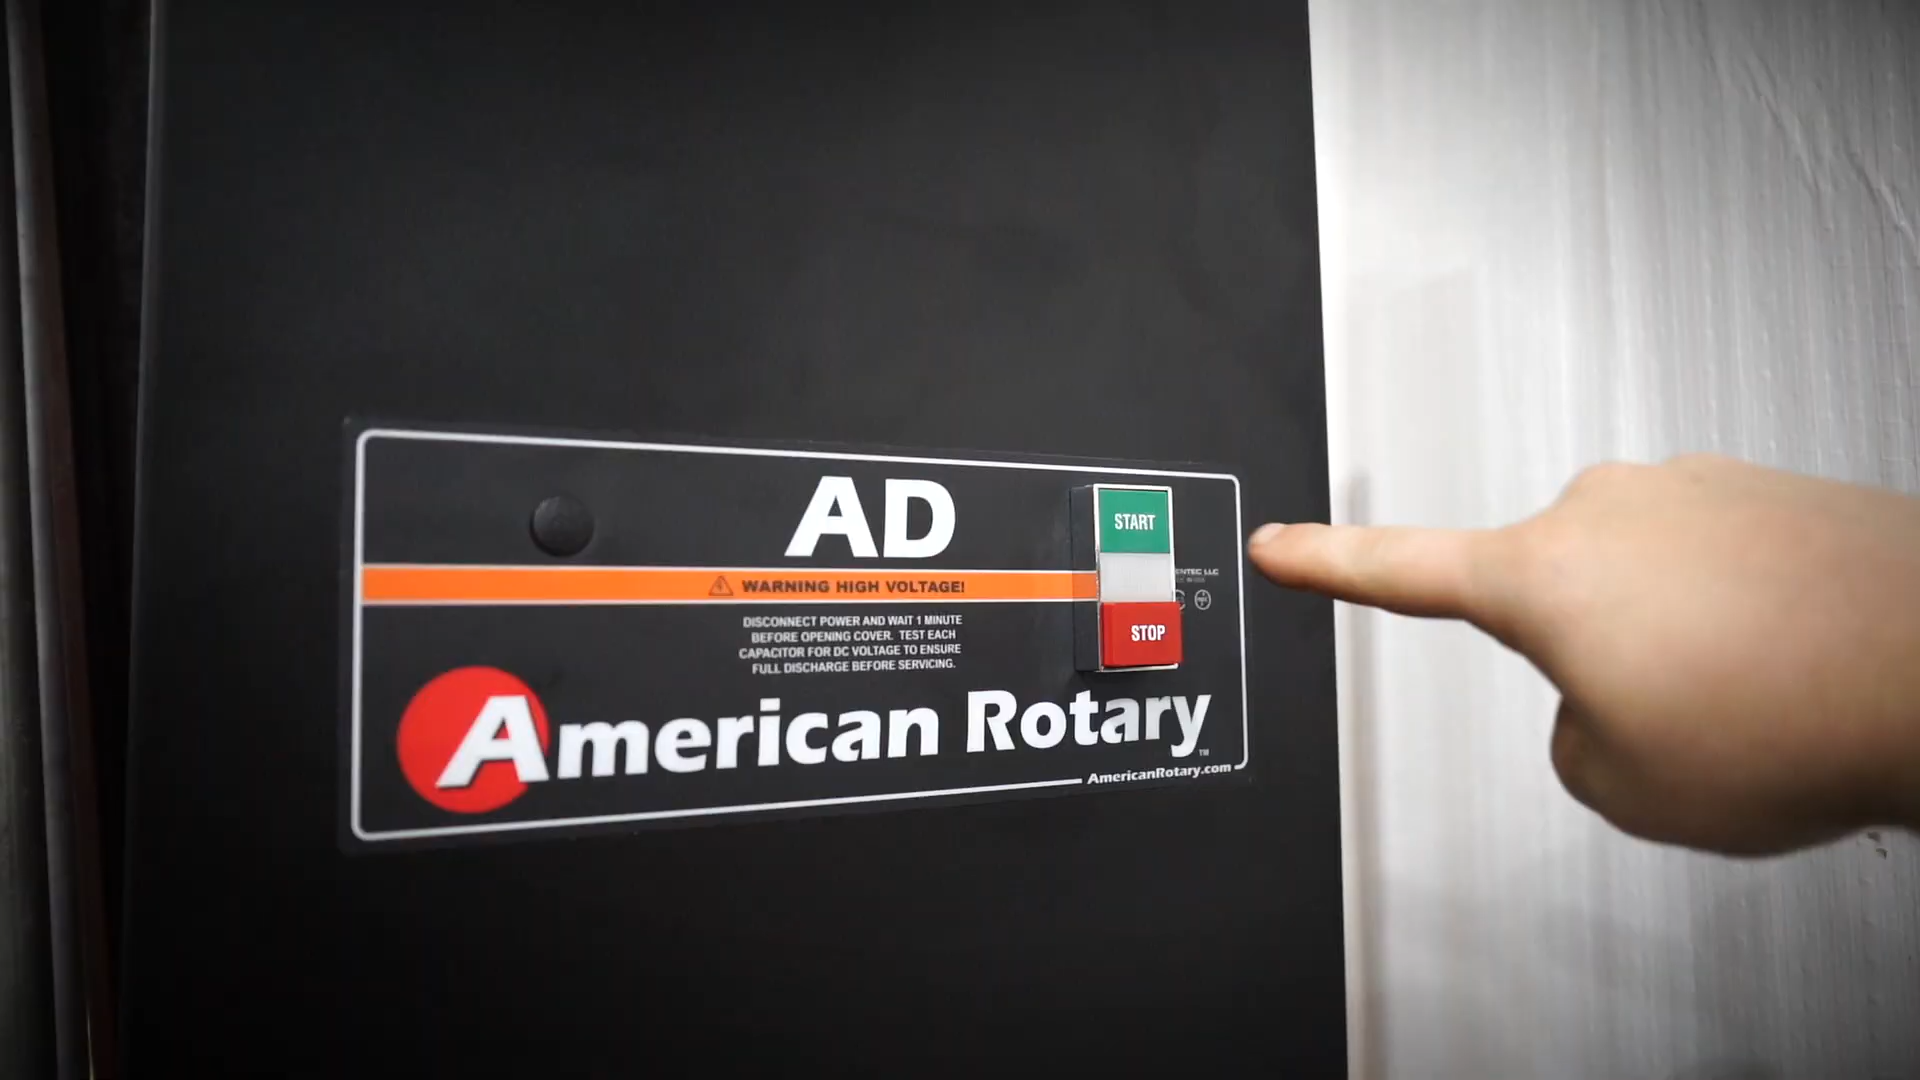 AD
START
WARNING HIGH VOLTAGE!
STOP
DISCONNECT POWER AND WAIT 1 MINUTE
BEFORE OPENING COVER. TEST EACH
CAPACITOR FOR DC VOLTAGE TO ENSURE
FULL DISCHARGE BEFORE SERVICING.
American Rotary™
AmericanRotary.com